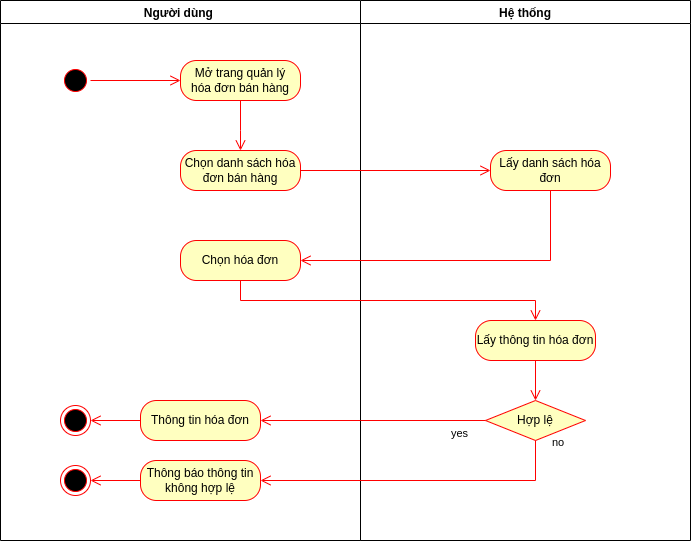 Người dùng
Hệ thống
Mở trang quản lý
hóa đơn bán hàng
Chọn danh sách hóa
đơn bán hàng
Lấy danh sách hóa
đơn
Chọn hóa đơn
Lấy thông tin hóa đơn
Thông tin hóa đơn
Hợp lệ
yes
no
Thông báo thông tin
không hợp lệ